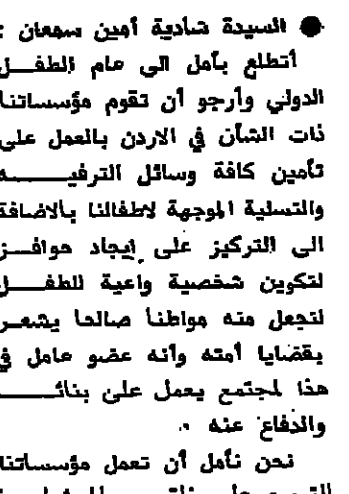 ● السيدة شادية أمين سمعان :
أتطلع بأمل الى عام الطفل
الدولي وأرجو أن تقوم مؤسساتنا
ذات الشأن في الاردن بالعمل على
تأمين كافة وسائل الترفيه
والتسلية الموجهة لاطفالنا بالاضافة
الى التركيز على إيجاد حوافز
لتكوين شخصية واعية للطفل
لتجعل منه مواطنا صالحا يشعر
بقضايا أمته وأنه عضو عامل في
هذا لمجتمع يعمل على بنائه
والدفاع عنه .
نحن نأمل أن تعمل مؤسساتنا